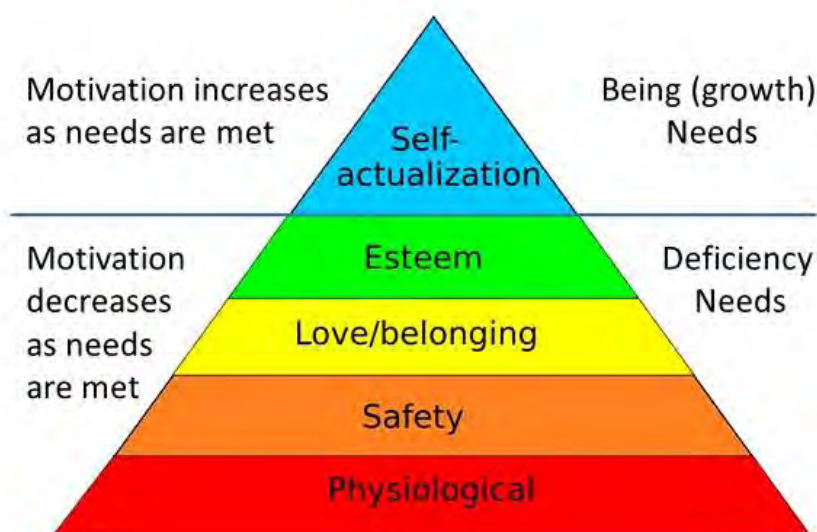 Motivation increases
as needs are met
Being (growth)
Needs
Self-
actualization
Motivation
decreases
as needs
are met
Esteem
Deficiency
Needs
Love/belonging
Safety
Physiological